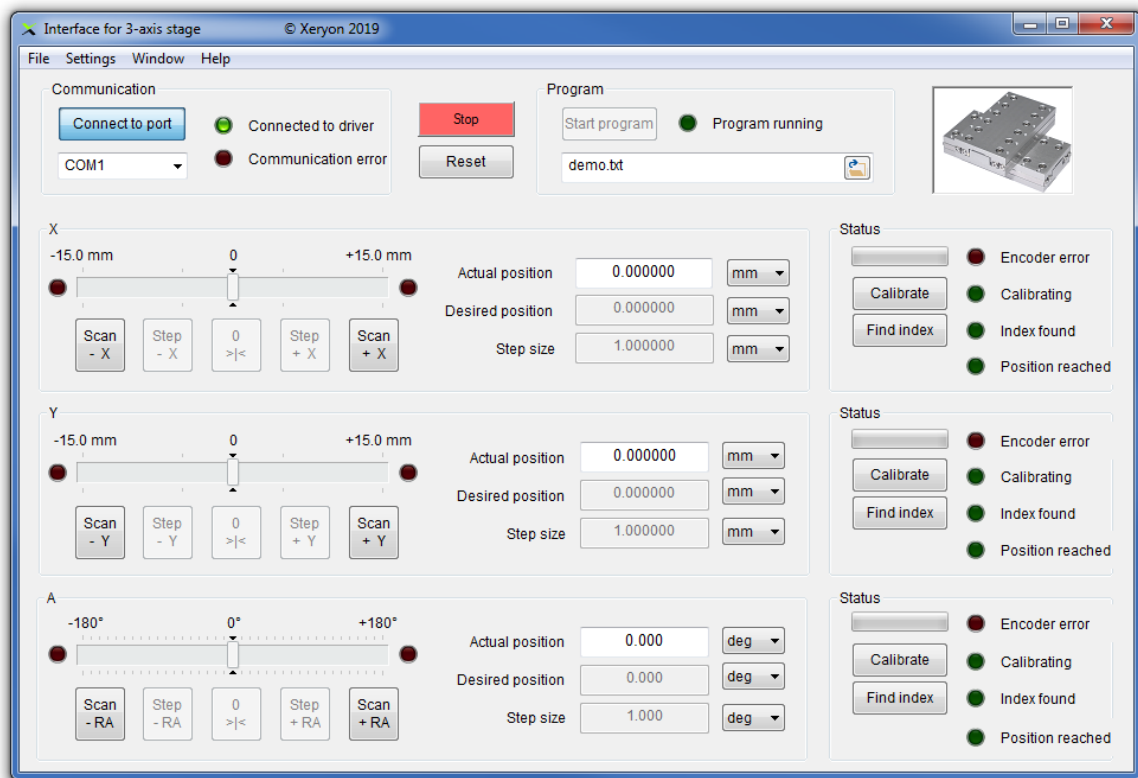 Interface for 3-axis stage © Xeryon 2019
File Settings Window Help
Communication
Connect to port
Connected to driver
COM1
Communication error
Stop
Reset
Program
Start program
Program running
demo.txt
X
-15.0 mm 0 +15.0 mm
Scan - X
Step - X
0 >|<
Step + X
Scan + X
Actual position 0.000000 mm
Desired position 0.000000 mm
Step size 1.000000 mm
Status
Encoder error
Calibrate
Calibrating
Find index
Index found
Position reached
Y
-15.0 mm 0 +15.0 mm
Scan - Y
Step - Y
0 >|<
Step + Y
Scan + Y
Actual position 0.000000 mm
Desired position 0.000000 mm
Step size 1.000000 mm
Status
Encoder error
Calibrate
Calibrating
Find index
Index found
Position reached
A
-180° 0° +180°
Scan - RA
Step - RA
0 >|<
Step + RA
Scan + RA
Actual position 0.000 deg
Desired position 0.000 deg
Step size 1.000 deg
Status
Encoder error
Calibrate
Calibrating
Find index
Index found
Position reached